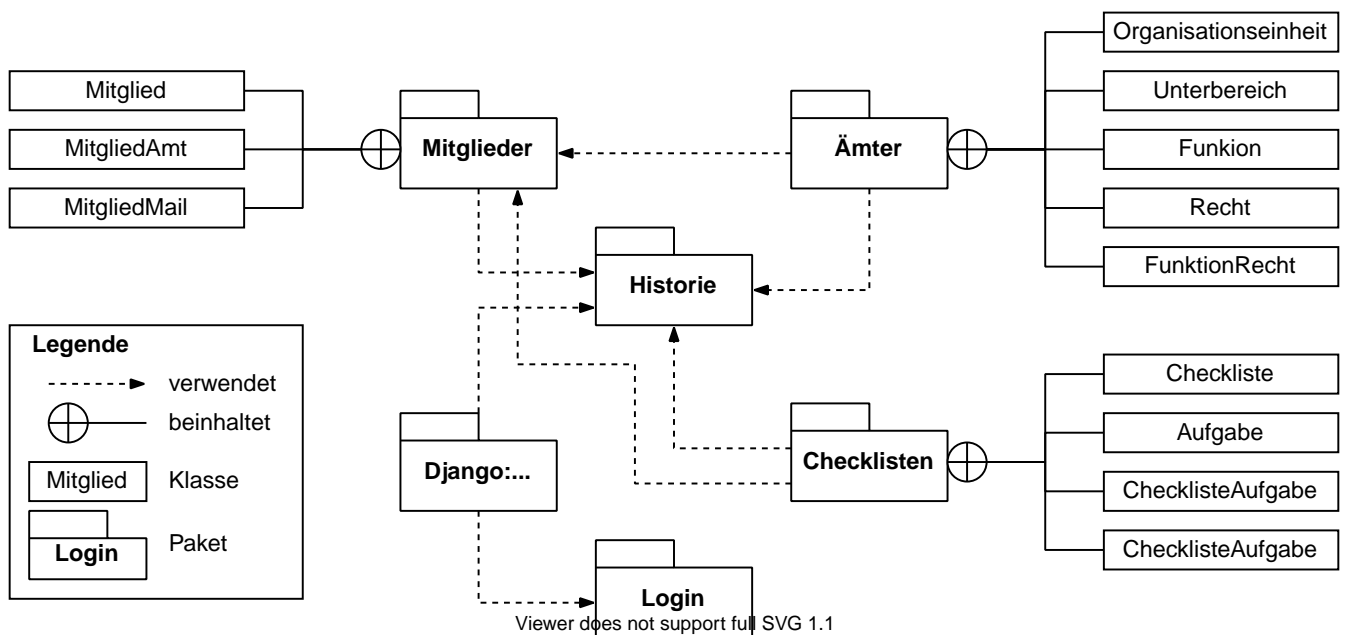 Organisationseinheit
Mitglied
Unterbereich
MitgliedAmt
Mitglieder
Ämter
Funkion
MitgliedMail
Recht
FunktionRecht
Historie
Legende
verwendet
beinhaltet
Mitglied
Klasse
Login
Paket
Django:...
Checklisten
Checkliste
Aufgabe
ChecklisteAufgabe
ChecklisteAufgabe
Login
Viewer does not support full SVG 1.1